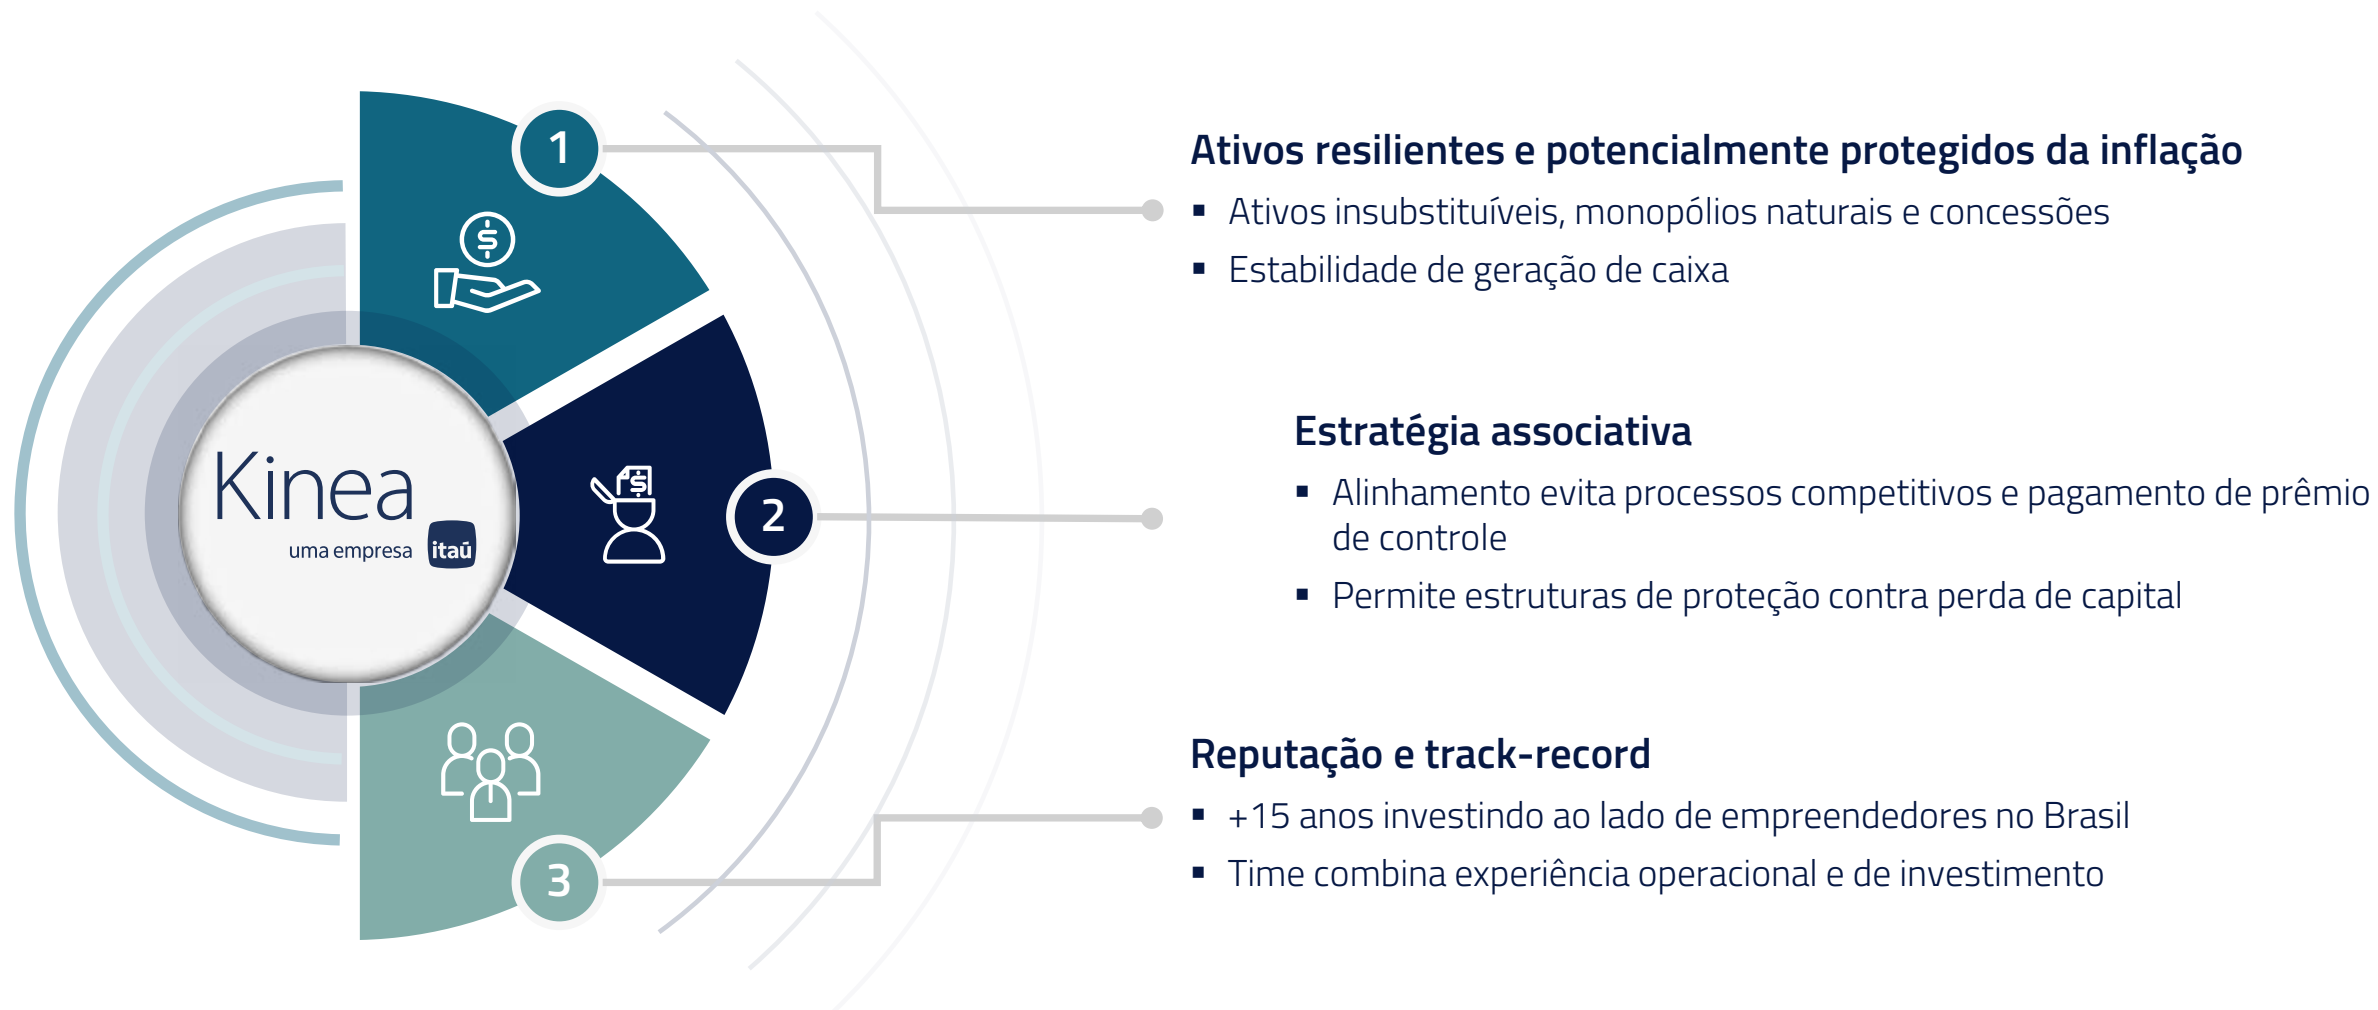 1
Ativos resilientes e potencialmente protegidos da inflação
▪ Ativos insubstituíveis, monopólios naturais e concessões
▪ Estabilidade de geração de caixa
$
Kinea
uma empresa itaú
$
2
Estratégia associativa
▪ Alinhamento evita processos competitivos e pagamento de prêmio
de controle
▪ Permite estruturas de proteção contra perda de capital
Reputação e track-record
▪ +15 anos investindo ao lado de empreendedores no Brasil
▪ Time combina experiência operacional e de investimento
3